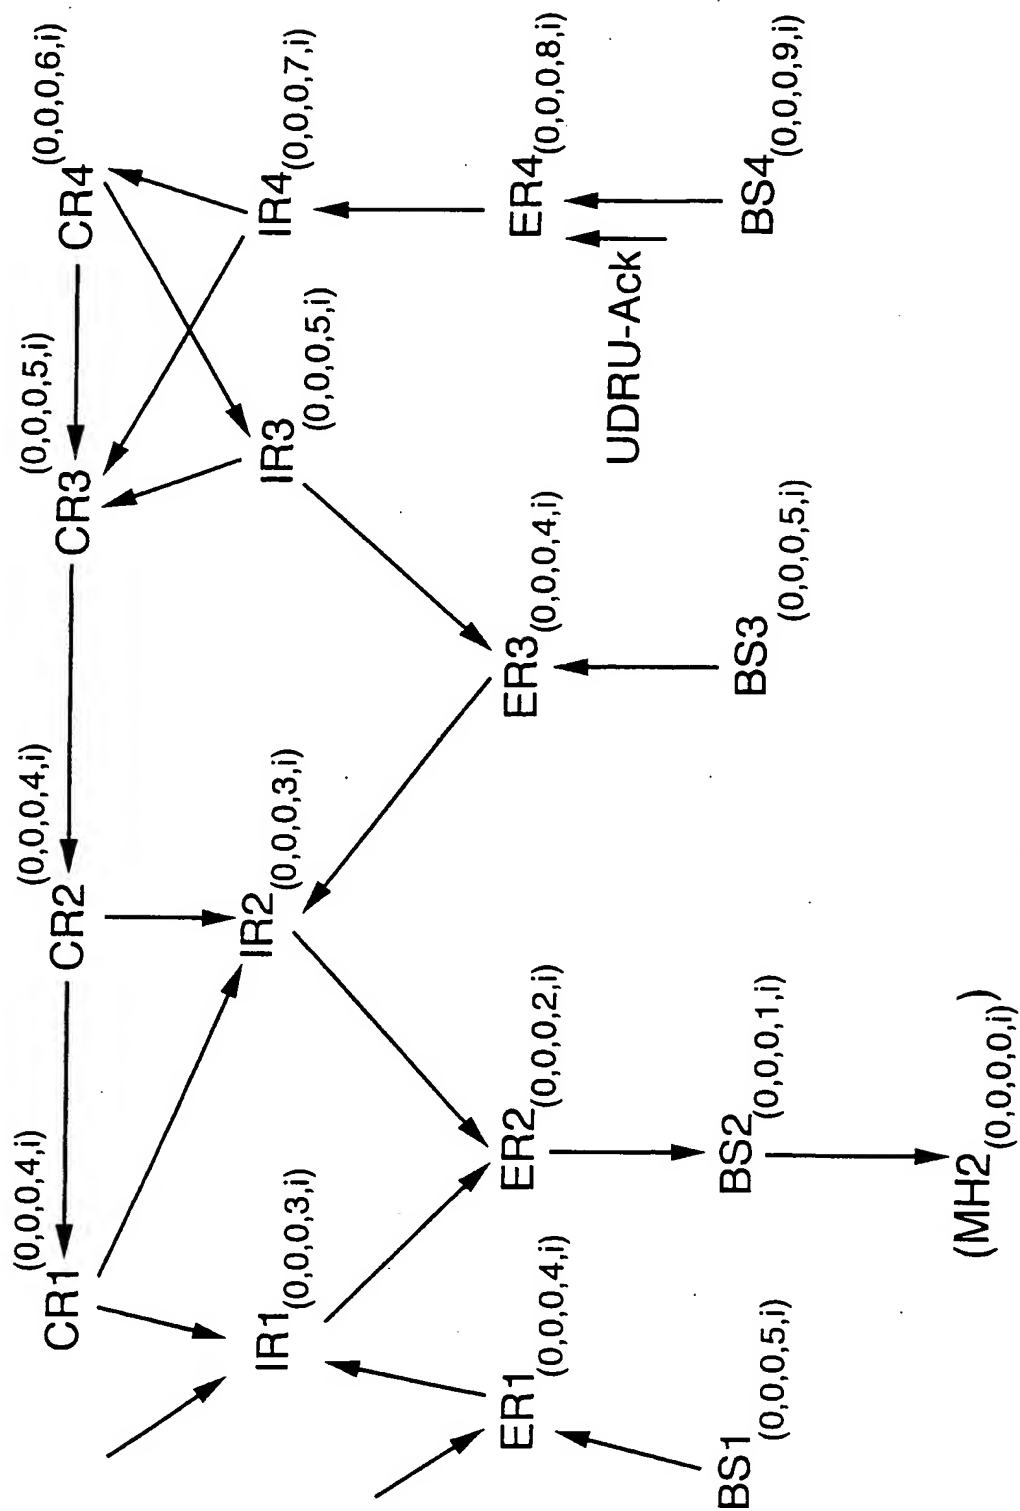 CR1 (0,0,0,4,i)
CR2 (0,0,0,4,i)
CR3 (0,0,0,5,i)
CR4 (0,0,0,6,i)
IR1 (0,0,0,3,i)
IR2 (0,0,0,3,i)
IR3 (0,0,0,5,i)
IR4 (0,0,0,7,i)
ER1 (0,0,0,4,i)
ER2 (0,0,0,2,i)
ER3 (0,0,0,4,i)
ER4 (0,0,0,8,i)
UDRU-Ack
BS1 (0,0,0,5,i)
BS2 (0,0,0,1,i)
BS3 (0,0,0,5,i)
BS4 (0,0,0,9,i)
(MH2 (0,0,0,0,i))